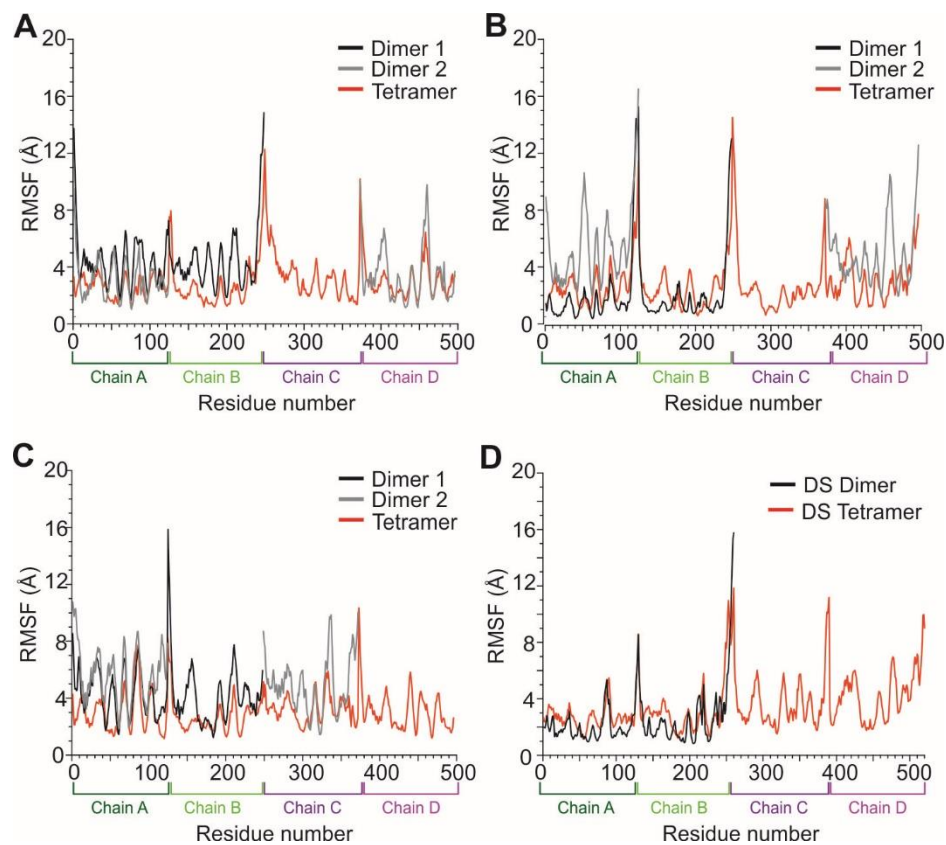 A
20
16
12
8
4
0
RMSF (Å)
Dimer 1
Dimer 2
Tetramer
0 100 200 300 400 500
Chain A Chain B Chain C Chain D
Residue number
B
20
16
12
8
4
0
RMSF (Å)
Dimer 1
Dimer 2
Tetramer
0 100 200 300 400 500
Chain A Chain B Chain C Chain D
Residue number
C
20
16
12
8
4
0
RMSF (Å)
Dimer 1
Dimer 2
Tetramer
0 100 200 300 400 500
Chain A Chain B Chain C Chain D
Residue number
D
20
16
12
8
4
0
RMSF (Å)
DS Dimer
DS Tetramer
0 100 200 300 400 500
Chain A Chain B Chain C Chain D
Residue number